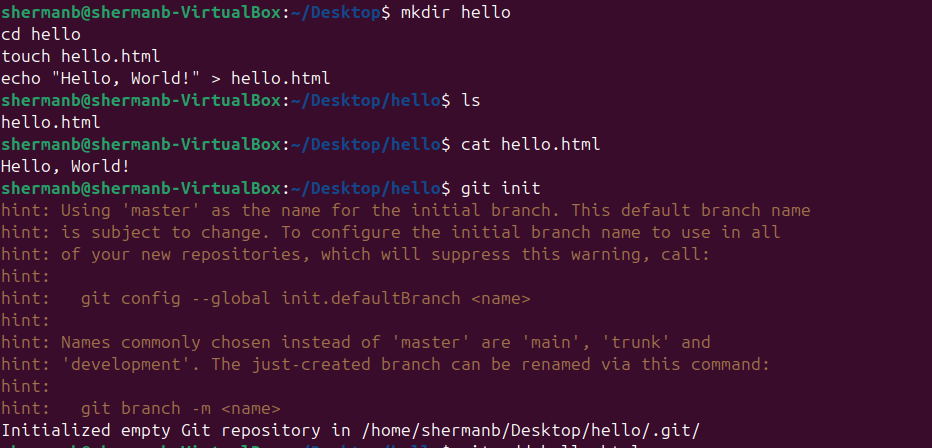 shermanb@shermanb-VirtualBox:~/Desktop$ mkdir hello
cd hello
touch hello.html
echo "Hello, World!" > hello.html
shermanb@shermanb-VirtualBox:~/Desktop/hello$ ls
hello.html
shermanb@shermanb-VirtualBox:~/Desktop/hello$ cat hello.html
Hello, World!
shermanb@shermanb-VirtualBox:~/Desktop/hello$ git init
hint: Using 'master' as the name for the initial branch. This default branch name
hint: is subject to change. To configure the initial branch name to use in all
hint: of your new repositories, which will suppress this warning, call:
hint:
hint:   git config --global init.defaultBranch <name>
hint:
hint: Names commonly chosen instead of 'master' are 'main', 'trunk' and
hint: 'development'. The just-created branch can be renamed via this command:
hint:
hint:   git branch -m <name>
Initialized empty Git repository in /home/shermanb/Desktop/hello/.git/
shermanb@shermanb-VirtualBox:~/Desktop/hello$